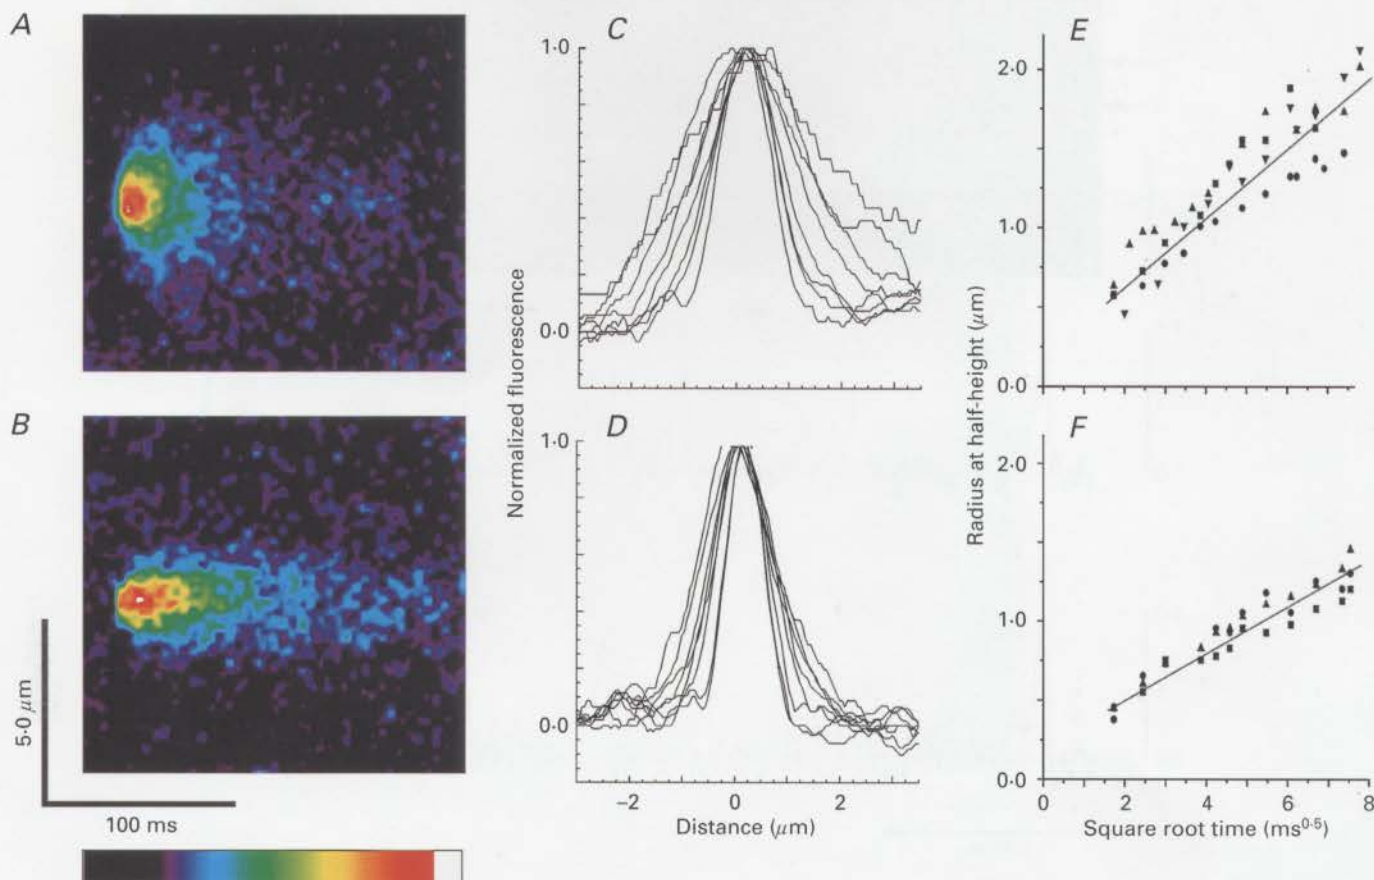 A
B
5·0 μm
100 ms
C
1·0
0·0
Normalized fluorescence
D
1·0
0·0
−2
0
2
Distance (μm)
E
2·0
1·0
0·0
Radius at half-height (μm)
F
2·0
1·0
0·0
0
2
4
6
8
Square root time (ms0·5)